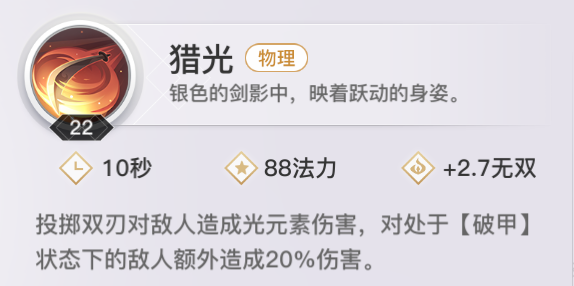 猎光 物理
银色的剑影中，映着跃动的身姿。
22
10秒 88法力 +2.7无双
投掷双刃对敌人造成光元素伤害，对处于【破甲】
状态下的敌人额外造成20%伤害。